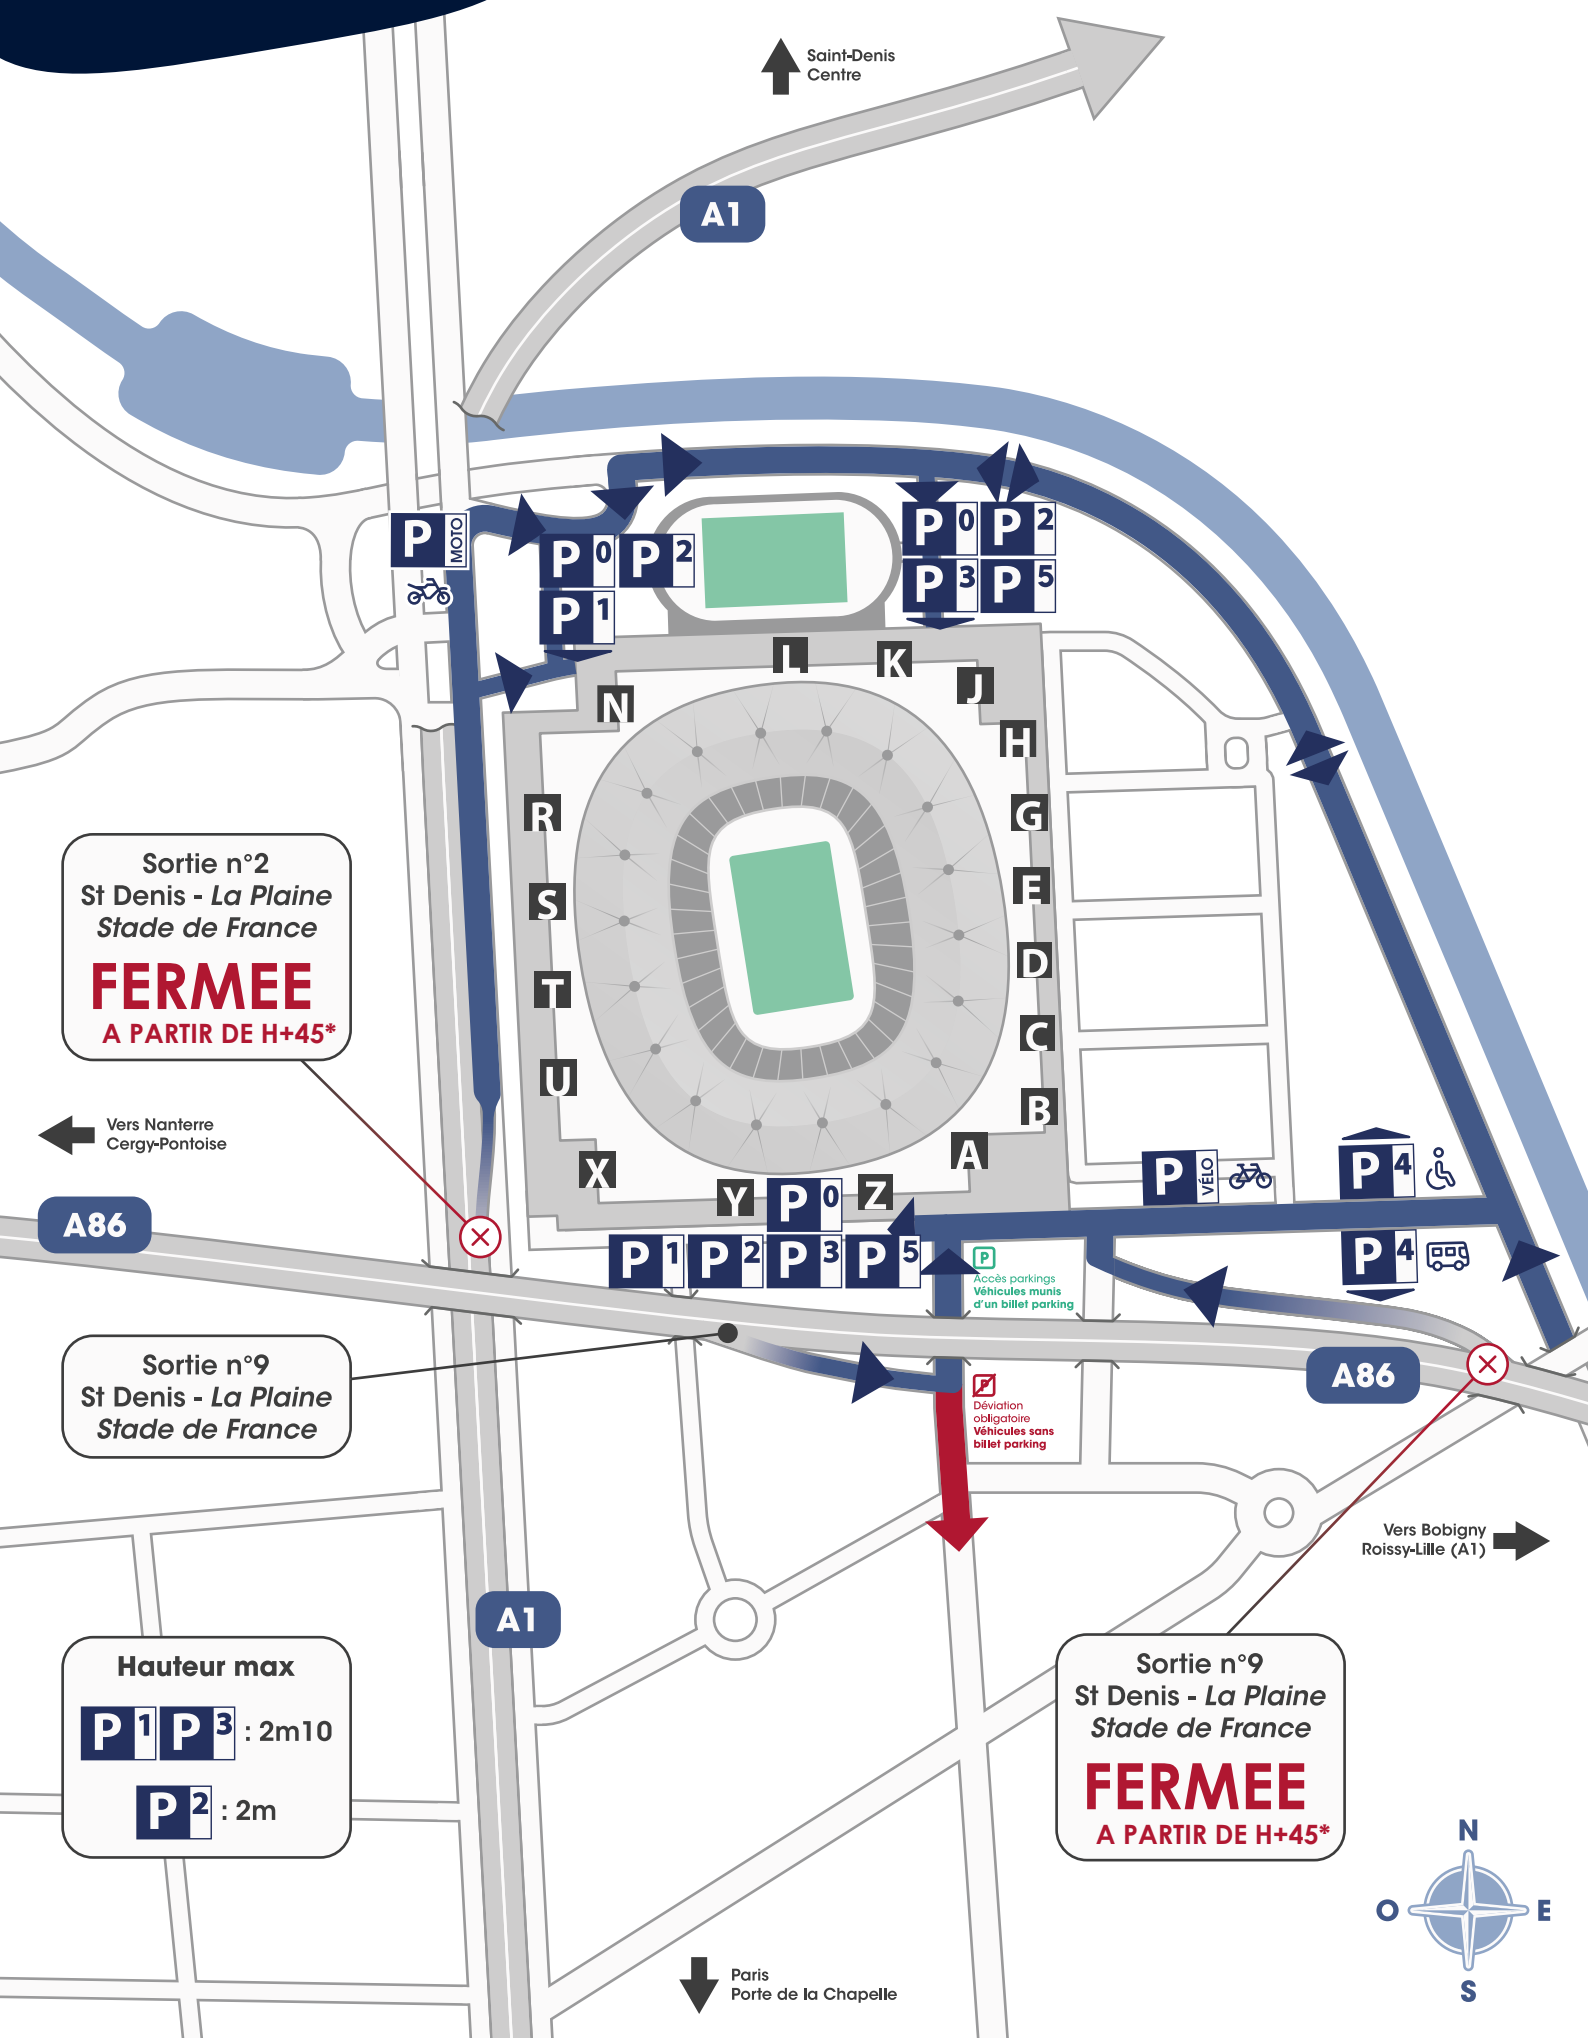 Saint-Denis
Centre
A1
P MOTO
P 0
P 2
P 1
P 0
P 2
P 3
P 5
L
K
J
N
H
R
G
S
E
T
D
U
C
X
B
Y
Z
A
Sortie n°2
St Denis - La Plaine
Stade de France
FERMEE
A PARTIR DE H+45*
Vers Nanterre
Cergy-Pontoise
A86
P 0
P 1
P 2
P 3
P 5
P VÉLO
P 4
P 4
P
Accès parkings
Véhicules munis
d'un billet parking
Sortie n°9
St Denis - La Plaine
Stade de France
A86
P
Déviation
obligatoire
Véhicules sans
billet parking
Vers Bobigny
Roissy-Lille (A1)
A1
Hauteur max
P 1 P 3 : 2m10
P 2 : 2m
Sortie n°9
St Denis - La Plaine
Stade de France
FERMEE
A PARTIR DE H+45*
N
O
E
S
Paris
Porte de la Chapelle